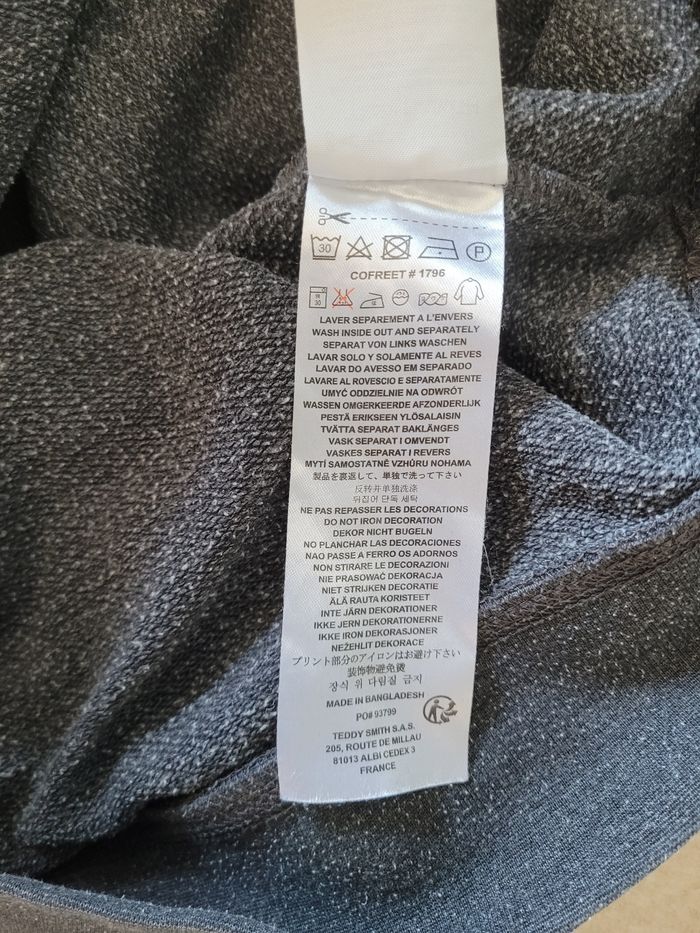 30
P
COFREET # 1796
LAVER SEPAREMENT A L'ENVERS
WASH INSIDE OUT AND SEPARATELY
SEPARAT VON LINKS WASCHEN
LAVAR SOLO Y SOLAMENTE AL REVES
LAVAR DO AVESSO EM SEPARADO
LAVARE AL ROVESCIO E SEPARATAMENTE
UMYĆ ODDZIELNIE NA ODWRÓT
WASSEN OMGERKEERDE AFZONDERLIJK
PESTÄ ERIKSEEN YLÖSALAISIN
TVÄTTA SEPARAT BAKLÄNGES
VASK SEPARAT I OMVENDT
VASKES SEPARAT I REVERS
MYTÍ SAMOSTATNĚ VZHŮRU NOHAMA
製品を裏返して、単独で洗って下さい
反转并单独洗涤
뒤집어 단독 세탁
NE PAS REPASSER LES DECORATIONS
DO NOT IRON DECORATION
DEKOR NICHT BUGELN
NO PLANCHAR LAS DECORACIONES
NAO PASSE A FERRO OS ADORNOS
NON STIRARE LE DECORAZIONI
NIE PRASOWAĆ DEKORACJA
NIET STRIJKEN DECORATIE
ÄLÄ RAUTA KORISTEET
INTE JÄRN DEKORATIONER
IKKE JERN DEKORATIONERNE
IKKE IRON DEKORASJONER
NEŽEHLIT DEKORACE
プリント部分のアイロンはお避け下さい
装饰物避免烫
장식 위 다림질 금지
MADE IN BANGLADESH
PO# 93799
TEDDY SMITH S.A.S.
205, ROUTE DE MILLAU
81013 ALBI CEDEX 3
FRANCE